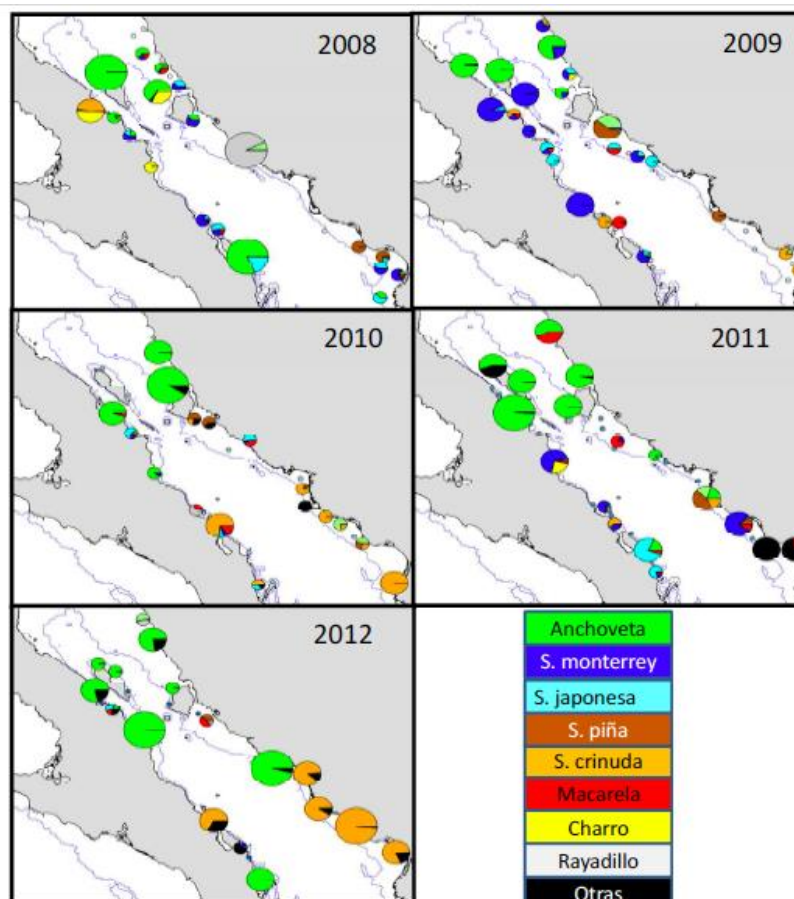 2008
2009
2010
2011
2012
Anchoveta
S. monterrey
S. japonesa
S. piña
S. crinuda
Macarela
Charro
Rayadillo
Otras